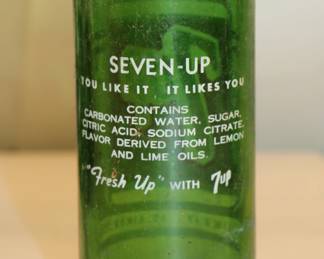 SEVEN-UP
YOU LIKE IT IT LIKES YOU
CONTAINS
CARBONATED WATER, SUGAR,
CITRIC ACID, SODIUM CITRATE,
FLAVOR DERIVED FROM LEMON
AND LIME OILS.
"Fresh Up" WITH 7up